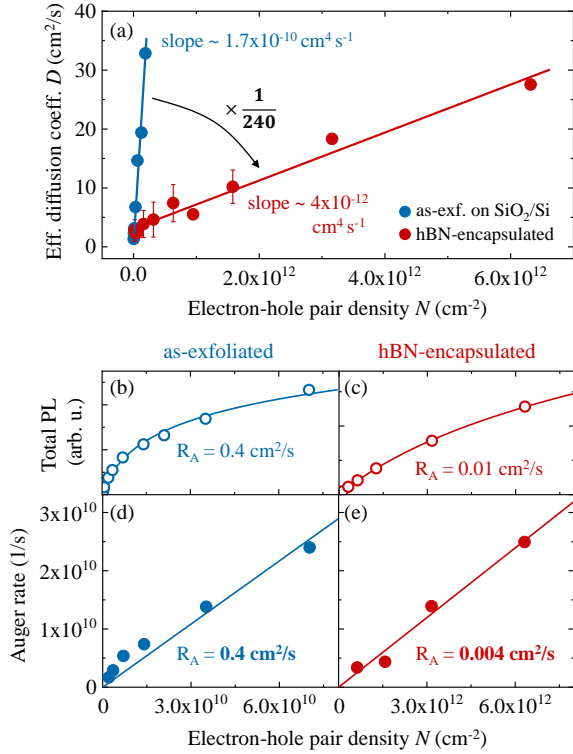 (a)
slope ~ 1.7x10⁻¹⁰ cm⁴ s⁻¹
× 1/240
slope ~ 4x10⁻¹²
cm⁴ s⁻¹
as-exf. on SiO₂/Si
hBN-encapsulated
Eff. diffusion coeff. D (cm²/s)
40
30
20
10
0
0.0
2.0x10¹²
4.0x10¹²
6.0x10¹²
Electron-hole pair density N (cm⁻²)
as-exfoliated
hBN-encapsulated
(b)
(c)
Total PL
(arb. u.)
R_A = 0.4 cm²/s
R_A = 0.01 cm²/s
(d)
(e)
Auger rate (1/s)
3x10¹⁰
2x10¹⁰
1x10¹⁰
0
R_A = 0.4 cm²/s
R_A = 0.004 cm²/s
0
3.0x10¹⁰
6.0x10¹⁰
0
3.0x10¹²
6.0x10¹²
Electron-hole pair density N (cm⁻²)